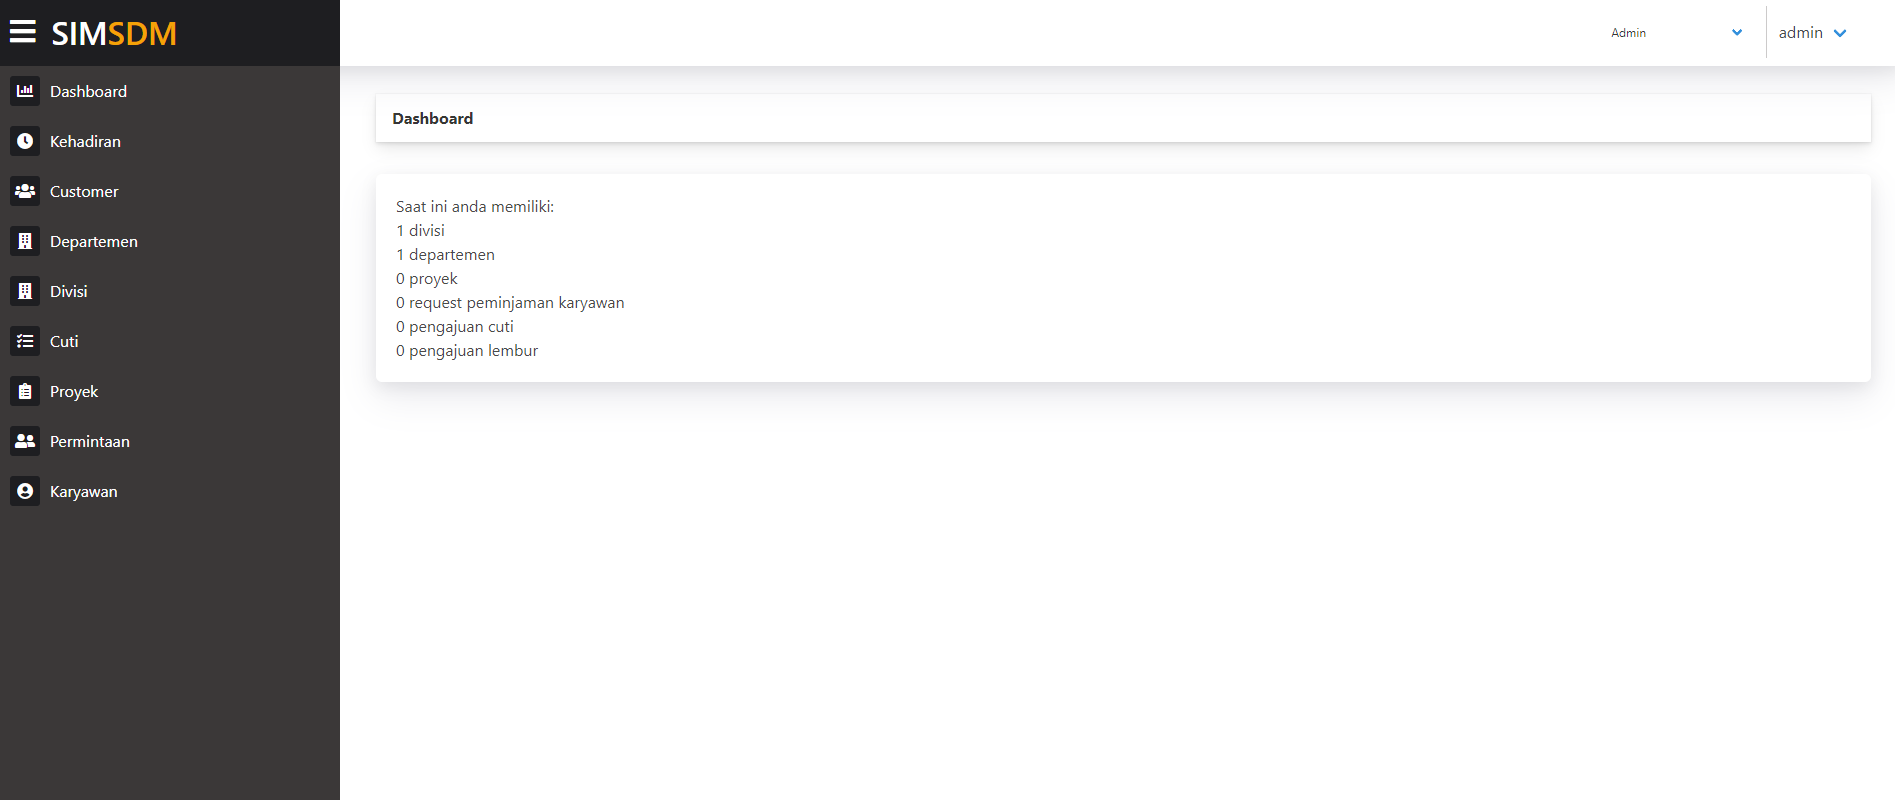 SIMSDM
Admin
admin
Dashboard
Kehadiran
Customer
Departemen
Divisi
Cuti
Proyek
Permintaan
Karyawan
Dashboard
Saat ini anda memiliki:
1 divisi
1 departemen
0 proyek
0 request peminjaman karyawan
0 pengajuan cuti
0 pengajuan lembur